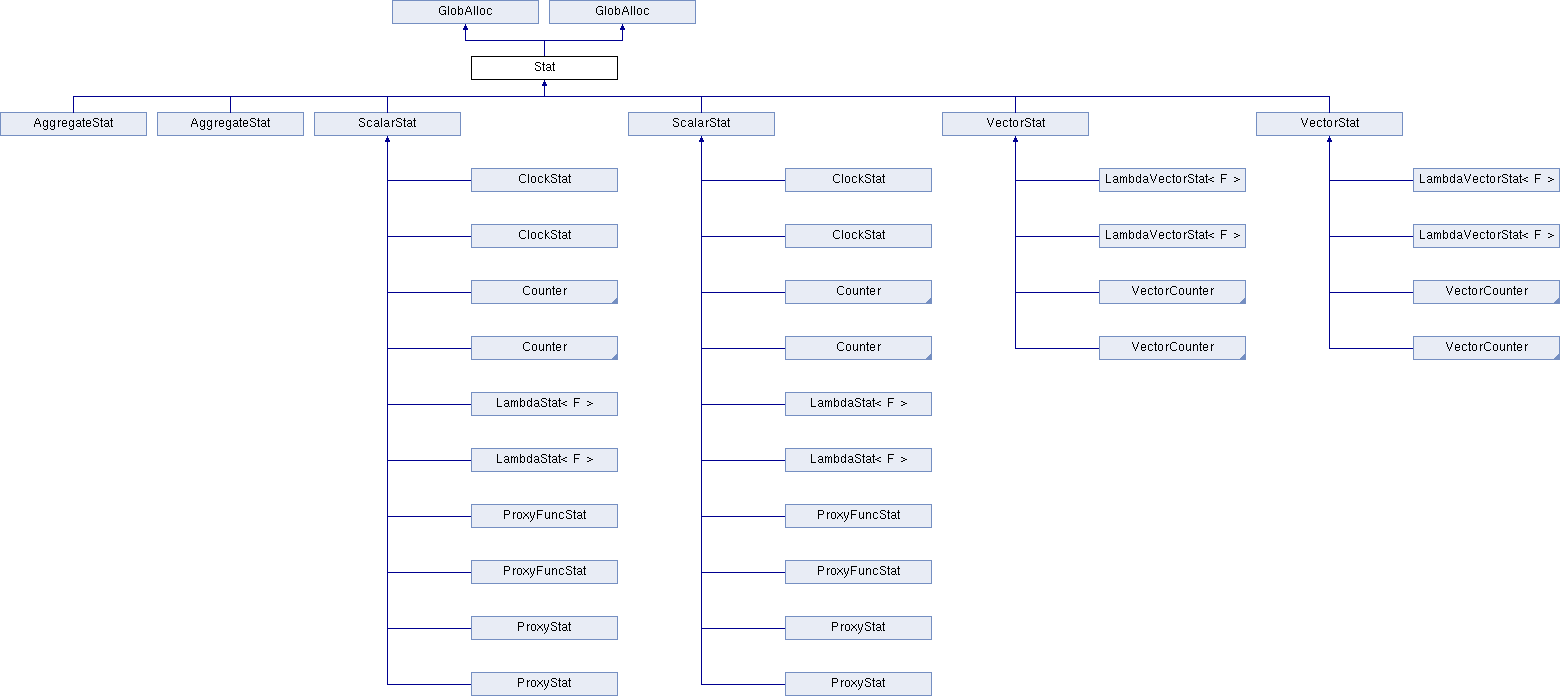 GlobAlloc GlobAlloc
Stat
AggregateStat AggregateStat ScalarStat ScalarStat VectorStat VectorStat
ClockStat ClockStat LambdaVectorStat< F > LambdaVectorStat< F >
ClockStat ClockStat LambdaVectorStat< F > LambdaVectorStat< F >
Counter Counter VectorCounter VectorCounter
Counter Counter VectorCounter VectorCounter
LambdaStat< F > LambdaStat< F >
LambdaStat< F > LambdaStat< F >
ProxyFuncStat ProxyFuncStat
ProxyFuncStat ProxyFuncStat
ProxyStat ProxyStat
ProxyStat ProxyStat